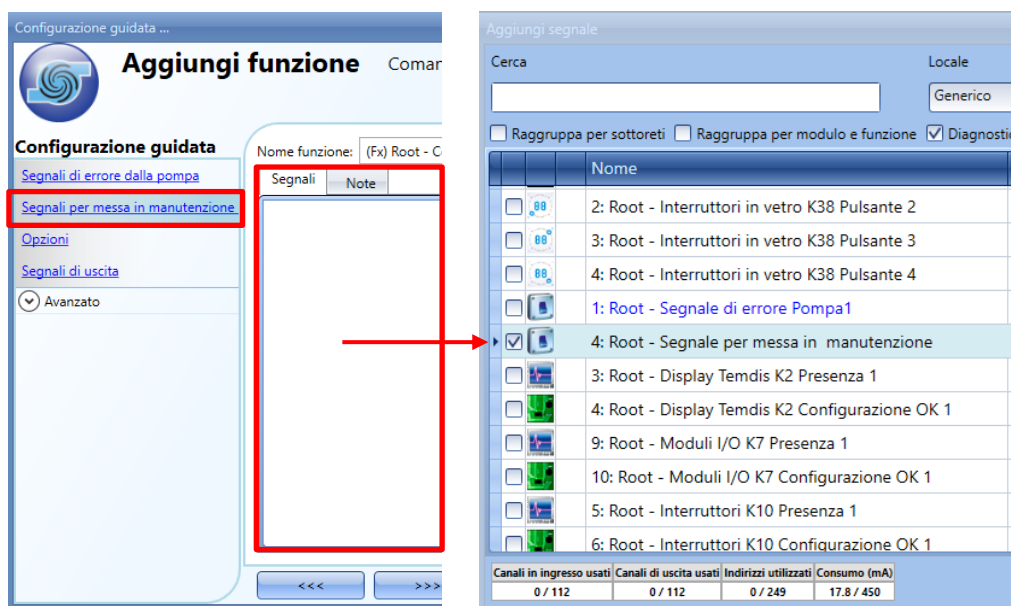 Configurazione guidata ...
Aggiungi funzione Comar
Configurazione guidata
Segnali di errore dalla pompa
Segnali per messa in manutenzione
Opzioni
Segnali di uscita
Avanzato
Nome funzione: (Fx) Root - C
Segnali Note
<<< >>>
Aggiungi segnale
Cerca Locale
Generico
Raggruppa per sottoreti Raggruppa per modulo e funzione Diagnostic
Nome
2: Root - Interruttori in vetro K38 Pulsante 2
3: Root - Interruttori in vetro K38 Pulsante 3
4: Root - Interruttori in vetro K38 Pulsante 4
1: Root - Segnale di errore Pompa1
4: Root - Segnale per messa in manutenzione
3: Root - Display Temdis K2 Presenza 1
4: Root - Display Temdis K2 Configurazione OK 1
9: Root - Moduli I/O K7 Presenza 1
10: Root - Moduli I/O K7 Configurazione OK 1
5: Root - Interruttori K10 Presenza 1
6: Root - Interruttori K10 Configurazione OK 1
Canali in ingresso usati Canali di uscita usati Indirizzi utilizzati Consumo (mA)
0 / 112 0 / 112 0 / 249 17.8 / 450